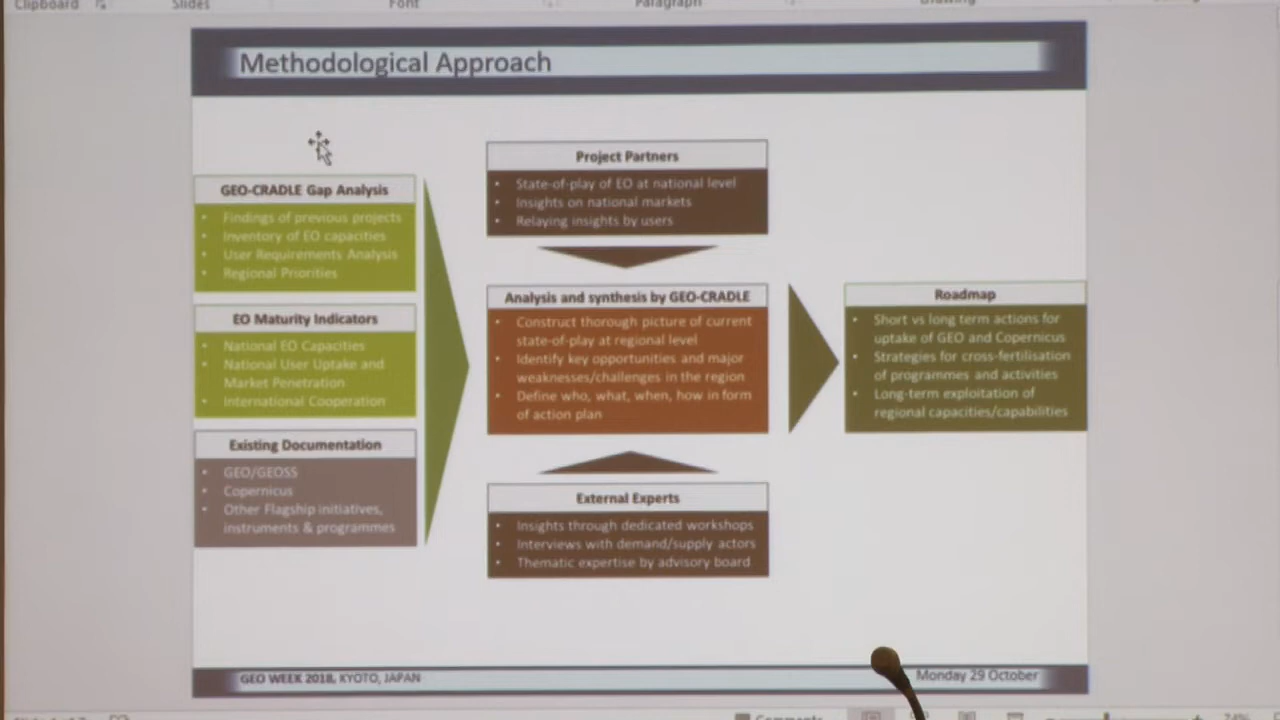 Clipboard
Slides
Font
Paragraph
Drawing
Methodological Approach
GEO-CRADLE Gap Analysis
• Findings of previous projects
• Inventory of EO capacities
• User Requirements Analysis
• Regional Priorities
EO Maturity Indicators
• National EO Capacities
• National User Uptake and
Market Penetration
• International Cooperation
Existing Documentation
• GEO/GEOSS
• Copernicus
• Other Flagship initiatives,
instruments & programmes
Project Partners
• State-of-play of EO at national level
• Insights on national markets
• Relaying insights by users
Analysis and synthesis by GEO-CRADLE
• Construct thorough picture of current
state-of-play at regional level
• Identify key opportunities and major
weaknesses/challenges in the region
• Define who, what, when, how in form
of action plan
External Experts
• Insights through dedicated workshops
• Interviews with demand/supply actors
• Thematic expertise by advisory board
Roadmap
• Short vs long term actions for
uptake of GEO and Copernicus
• Strategies for cross-fertilisation
of programmes and activities
• Long-term exploitation of
regional capacities/capabilities
GEO WEEK 2018, KYOTO, JAPAN
Monday 29 October
Comments